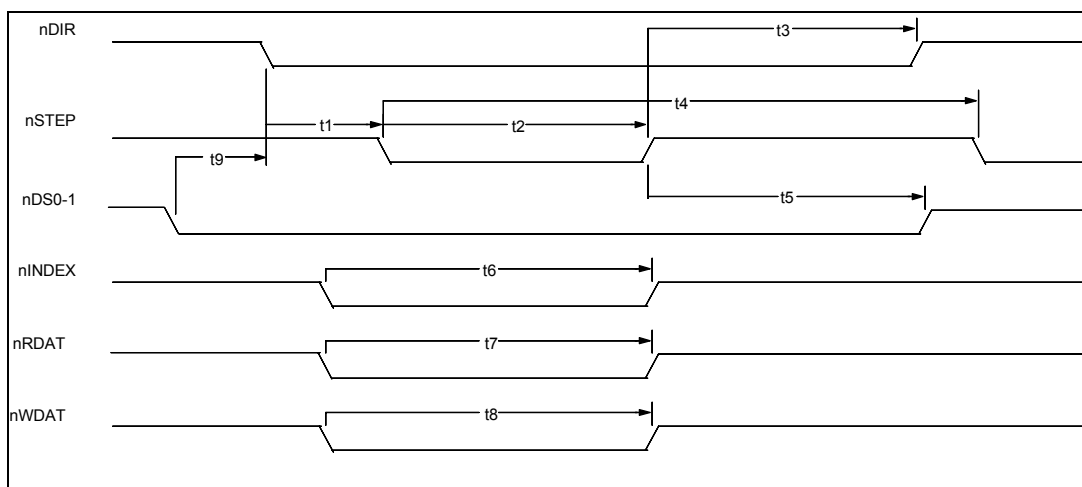 nDIR
t3
nSTEP
t4
t1
t2
t9
nDS0-1
t5
nINDEX
t6
nRDAT
t7
nWDAT
t8